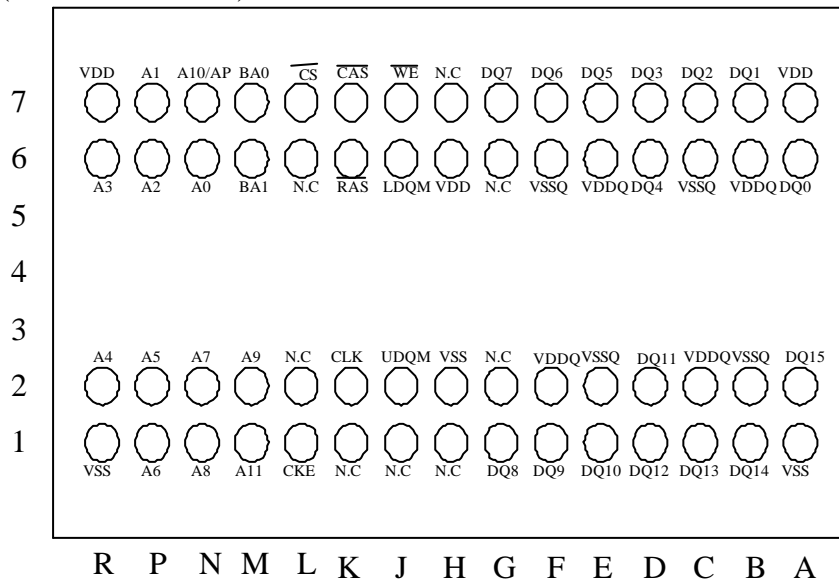 VDD A1 A10/AP BA0 CS CAS WE N.C DQ7 DQ6 DQ5 DQ3 DQ2 DQ1 VDD
7
6
A3 A2 A0 BA1 N.C RAS LDQM VDD N.C VSSQ VDDQ DQ4 VSSQ VDDQ DQ0
5
4
3
A4 A5 A7 A9 N.C CLK UDQM VSS N.C VDDQ VSSQ DQ11 VDDQ VSSQ DQ15
2
1
VSS A6 A8 A11 CKE N.C N.C N.C DQ8 DQ9 DQ10 DQ12 DQ13 DQ14 VSS
R P N M L K J H G F E D C B A